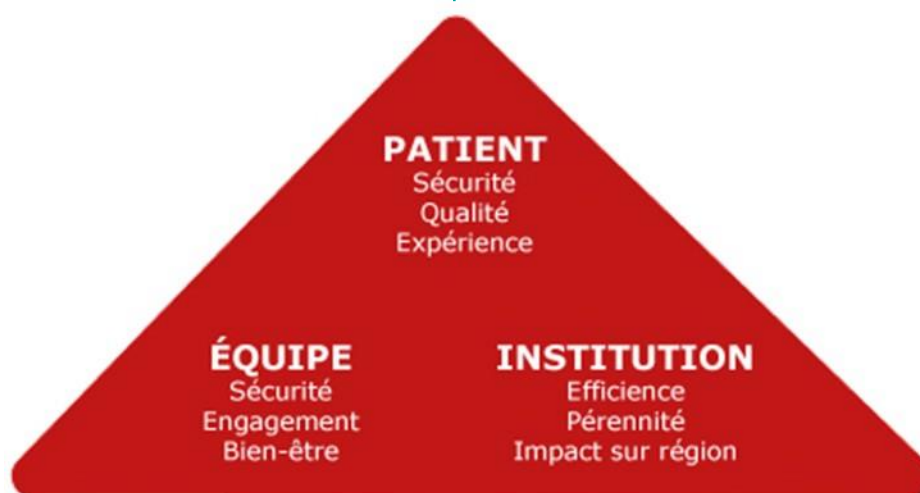 PATIENT
Sécurité
Qualité
Expérience
ÉQUIPE
Sécurité
Engagement
Bien-être
INSTITUTION
Efficience
Pérennité
Impact sur région